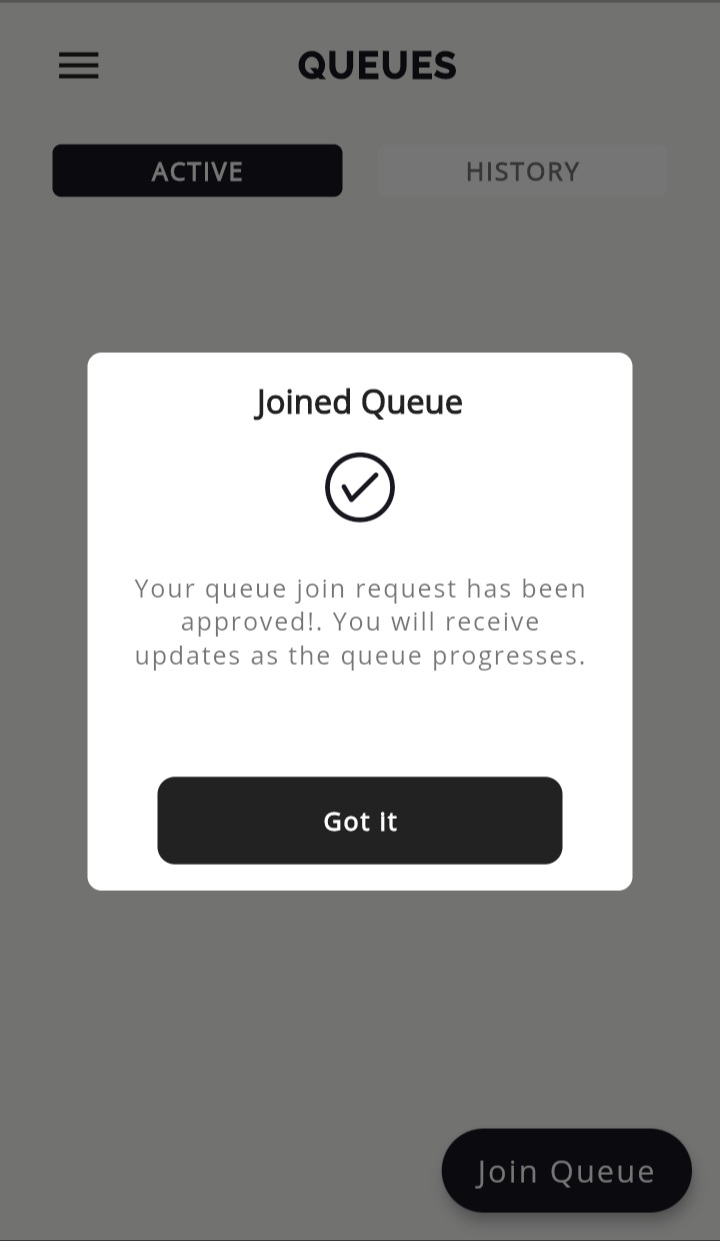 QUEUES
ACTIVE
HISTORY
Joined Queue
Your queue join request has been
approved!. You will receive
updates as the queue progresses.
Got it
Join Queue